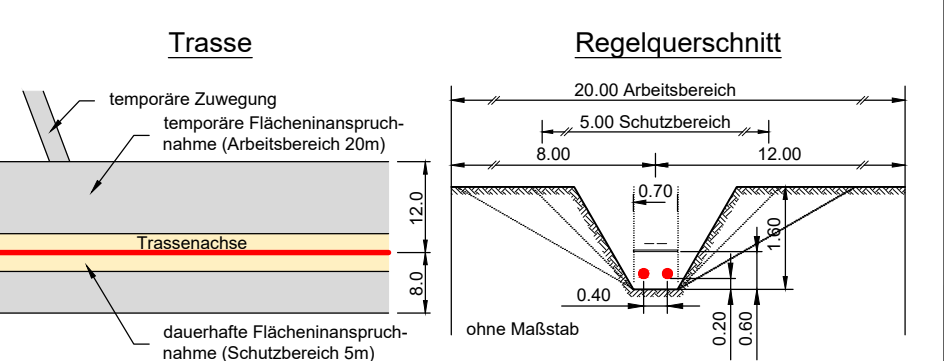 Trasse
temporäre Zuwegung
temporäre Flächeninanspruch-
nahme (Arbeitsbereich 20m)
12.0
Trassenachse
8.0
dauerhafte Flächeninanspruch-
nahme (Schutzbereich 5m)
Regelquerschnitt
20.00 Arbeitsbereich
5.00 Schutzbereich
8.00
12.00
0.70
1.60
0.40
0.20
0.60
ohne Maßstab